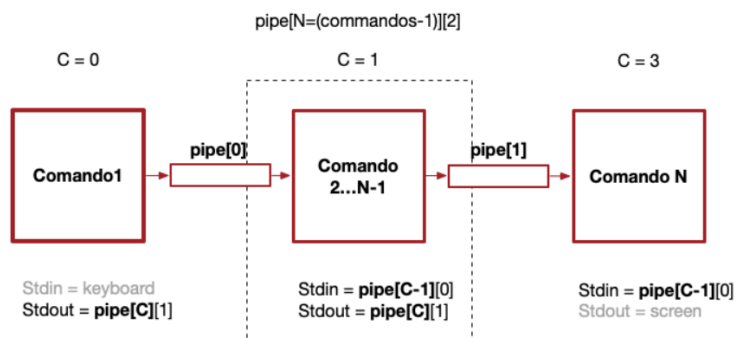 pipe[N=(commandos-1)][2]
C = 0
C = 1
C = 3
pipe[0]
pipe[1]
Comando1
Comando
2...N-1
Comando N
Stdin = keyboard
Stdout = pipe[C][1]
Stdin = pipe[C-1][0]
Stdout = pipe[C][1]
Stdin = pipe[C-1][0]
Stdout = screen